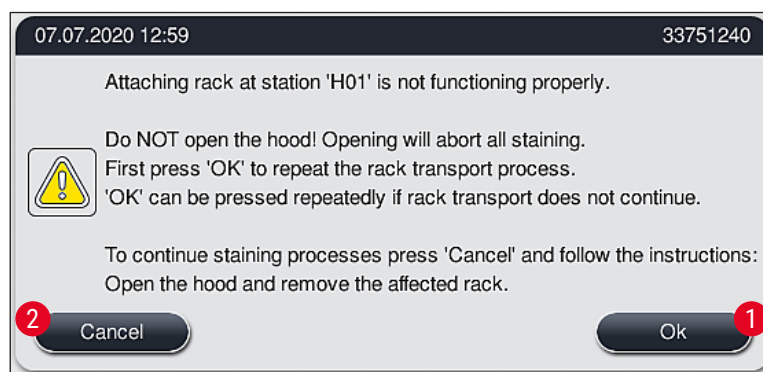 07.07.2020 12:59 33751240
Attaching rack at station 'H01' is not functioning properly.
Do NOT open the hood! Opening will abort all staining.
First press 'OK' to repeat the rack transport process.
'OK' can be pressed repeatedly if rack transport does not continue.
To continue staining processes press 'Cancel' and follow the instructions:
Open the hood and remove the affected rack.
2 Cancel Ok 1